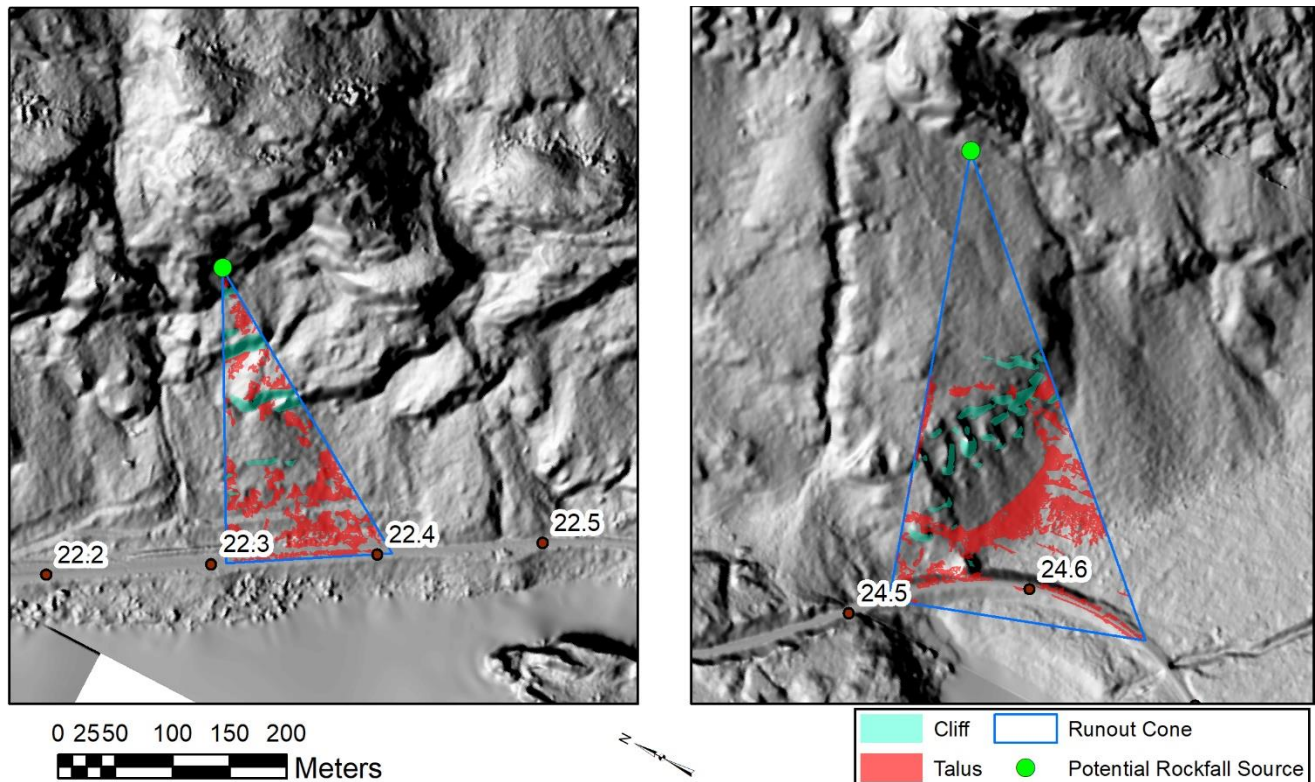 22.2
22.3
22.4
22.5
24.5
24.6
0 25 50 100 150 200
Meters
N
Cliff
Runout Cone
Talus
Potential Rockfall Source